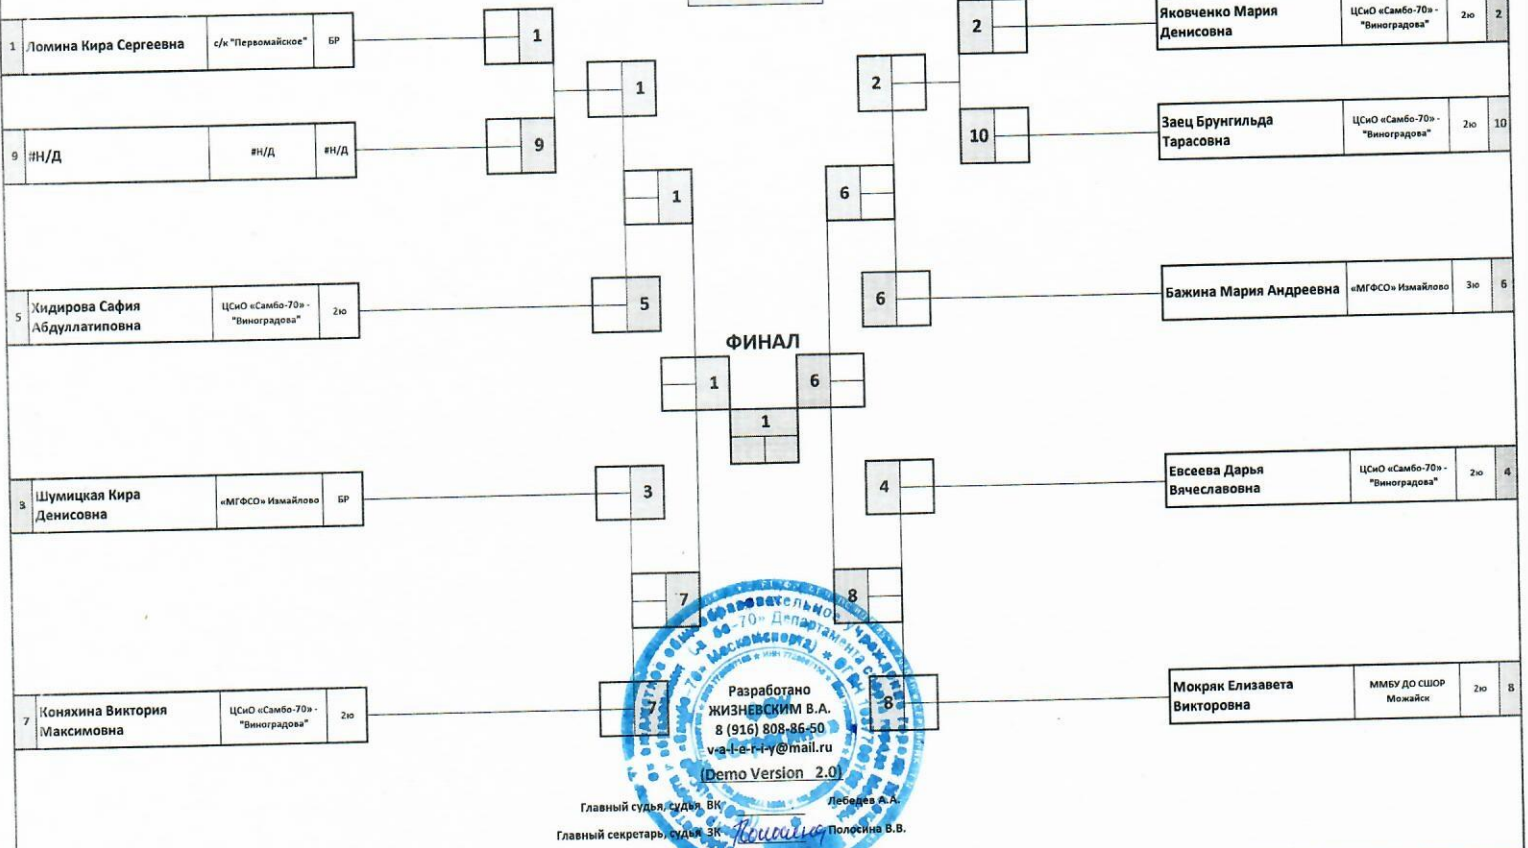 1 Ломина Кира Сергеевна с/к "Первомайское" БР
1
1
9 #Н/Д #Н/Д #Н/Д
9
1
5 Хидирова Сафия Абдуллатиповна ЦСиО «Самбо-70» - "Виноградова" 2ю
5
3 Шумицкая Кира Денисовна «МГФСО» Измайлово БР
3
7
7 Коняхина Виктория Максимовна ЦСиО «Самбо-70» - "Виноградова" 2ю
7
ФИНАЛ
1 6
1
2 Яковченко Мария Денисовна ЦСиО «Самбо-70» - "Виноградова" 2ю 2
2
10 Заец Брунгильда Тарасовна ЦСиО «Самбо-70» - "Виноградова" 2ю 10
6
6 Бажина Мария Андреевна «МГФСО» Измайлово 3ю 6
4 Евсеева Дарья Вячеславовна ЦСиО «Самбо-70» - "Виноградова" 2ю 4
8
8 Мокряк Елизавета Викторовна ММБУ ДО СШОР Можайск 2ю 8
Разработано
ЖИЗНЕВСКИМ В.А.
8 (916) 808-86-50
v-a-l-e-r-i-y@mail.ru
(Demo Version 2.0)
Главный судья, судья ВК Лебедев А.А.
Главный секретарь, судья ЗК Полосина В.В.